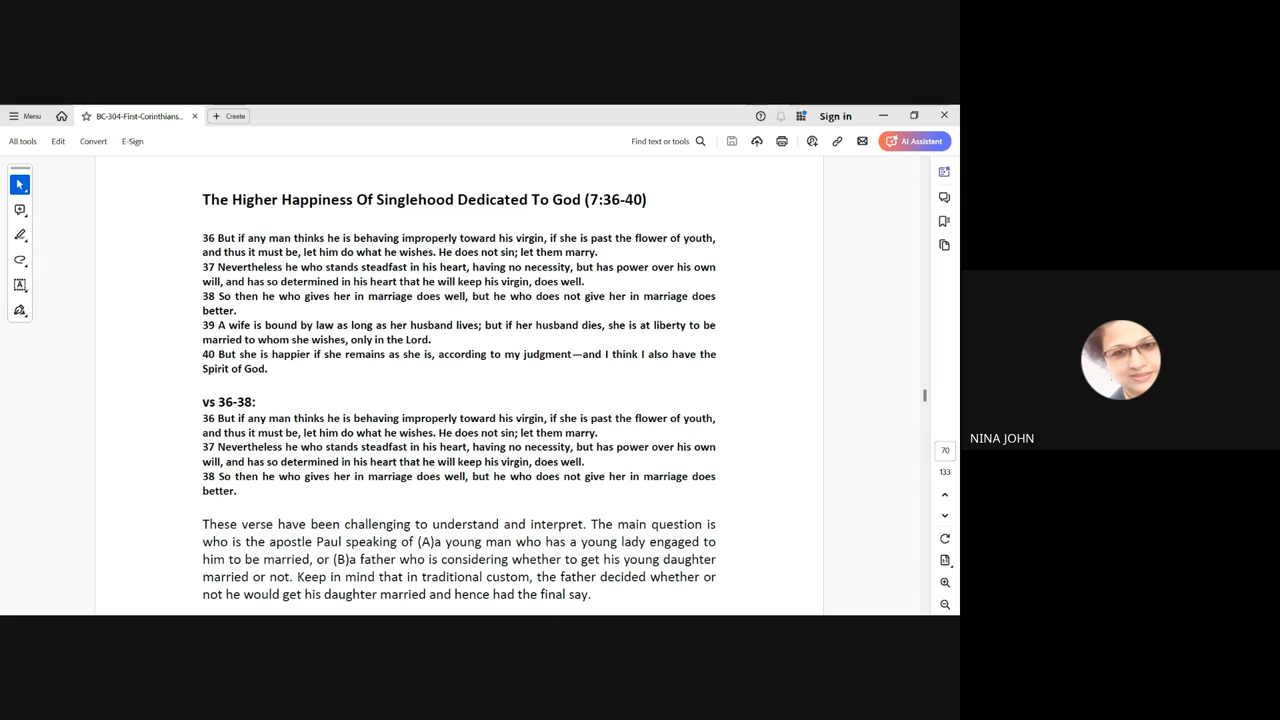 Menu
BC-304-First-Corinthians...
Create
Sign in
All tools
Edit
Convert
E-Sign
Find text or tools
AI Assistant
The Higher Happiness Of Singlehood Dedicated To God (7:36-40)
36 But if any man thinks he is behaving improperly toward his virgin, if she is past the flower of youth,
and thus it must be, let him do what he wishes. He does not sin; let them marry.
37 Nevertheless he who stands steadfast in his heart, having no necessity, but has power over his own
will, and has so determined in his heart that he will keep his virgin, does well.
38 So then he who gives her in marriage does well, but he who does not give her in marriage does
better.
39 A wife is bound by law as long as her husband lives; but if her husband dies, she is at liberty to be
married to whom she wishes, only in the Lord.
40 But she is happier if she remains as she is, according to my judgment—and I think I also have the
Spirit of God.
vs 36-38:
36 But if any man thinks he is behaving improperly toward his virgin, if she is past the flower of youth,
and thus it must be, let him do what he wishes. He does not sin; let them marry.
37 Nevertheless he who stands steadfast in his heart, having no necessity, but has power over his own
will, and has so determined in his heart that he will keep his virgin, does well.
38 So then he who gives her in marriage does well, but he who does not give her in marriage does
better.
These verse have been challenging to understand and interpret. The main question is
who is the apostle Paul speaking of (A)a young man who has a young lady engaged to
him to be married, or (B)a father who is considering whether to get his young daughter
married or not. Keep in mind that in traditional custom, the father decided whether or
not he would get his daughter married and hence had the final say.
70
133
NINA JOHN